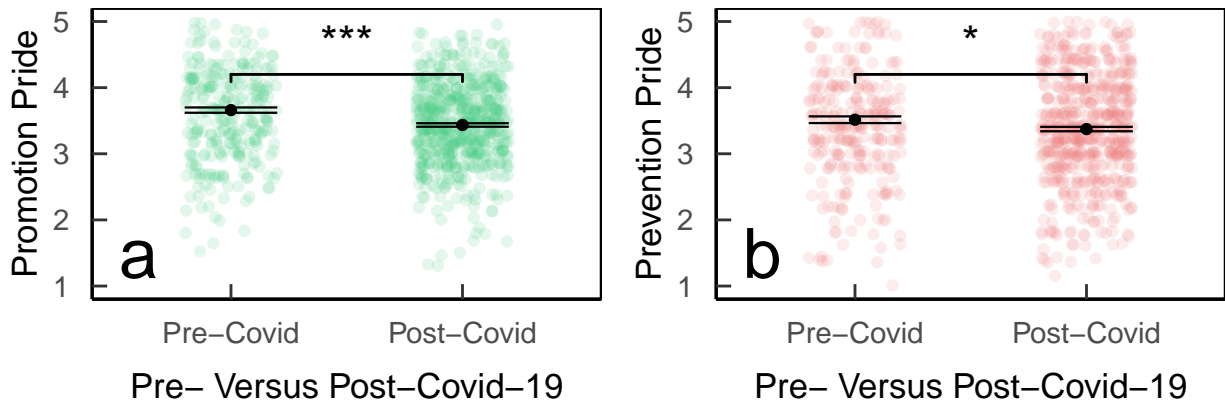 Promotion Pride
5
4
3
2
1
***
a
Pre−Covid
Post−Covid
Pre− Versus Post−Covid−19
Prevention Pride
5
4
3
2
1
*
b
Pre−Covid
Post−Covid
Pre− Versus Post−Covid−19